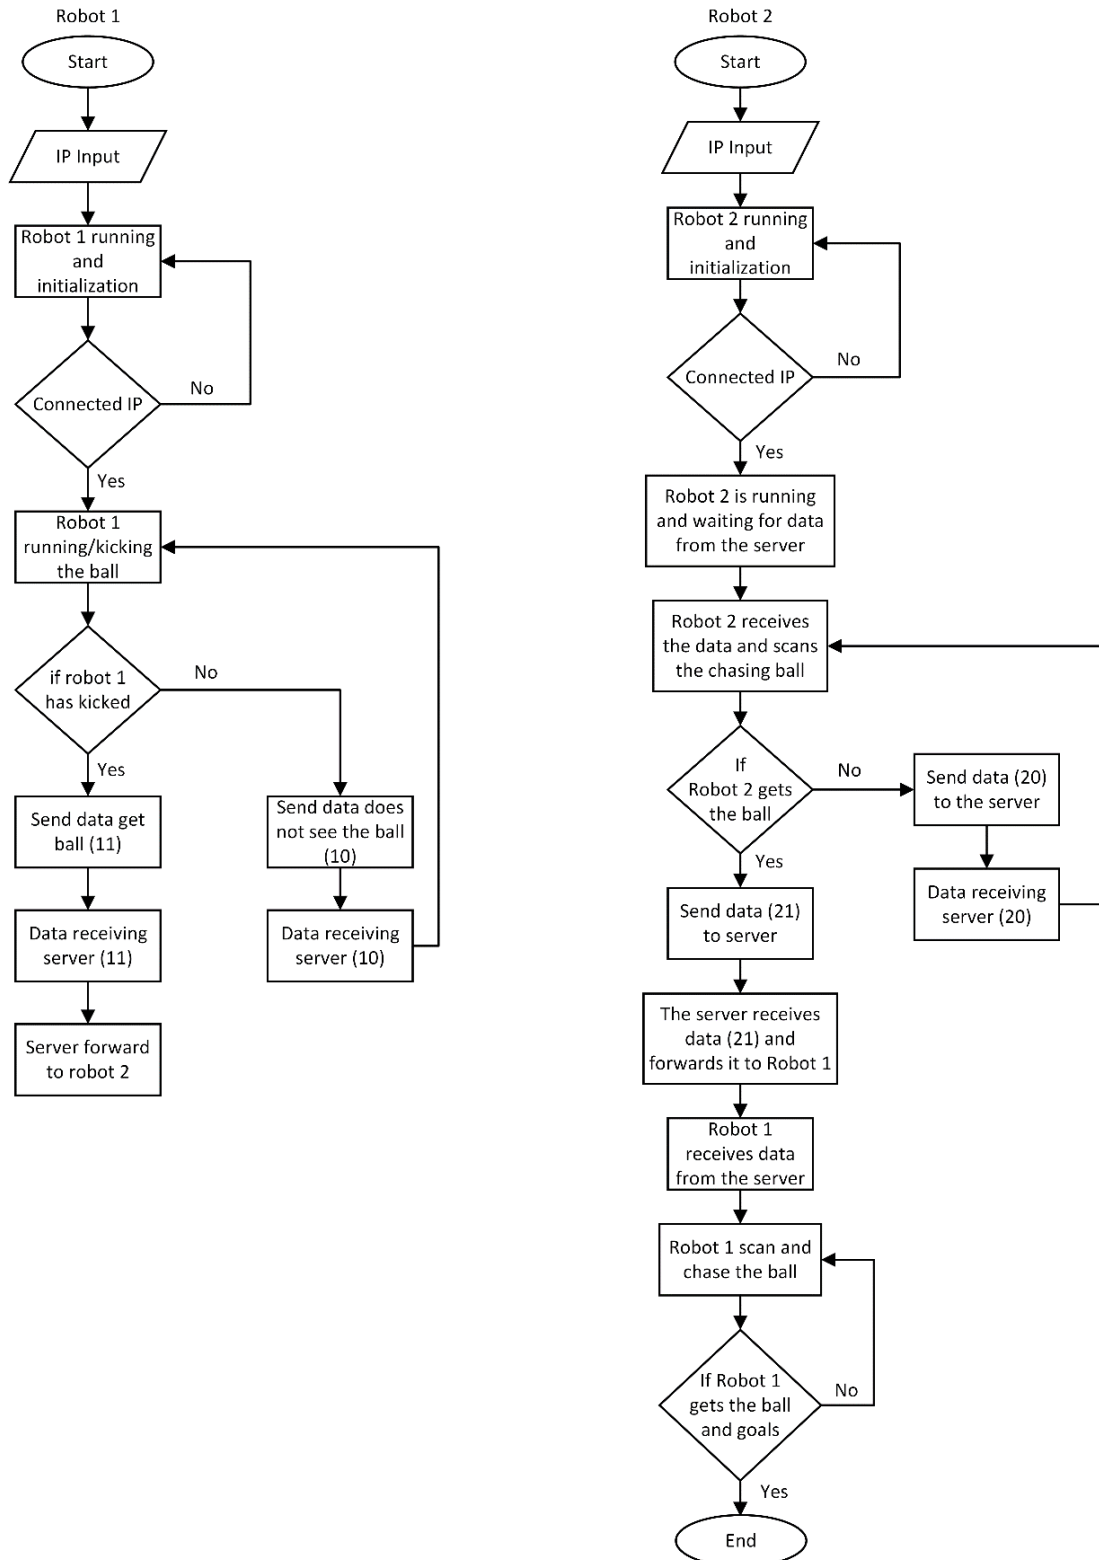 Robot 1
Start
IP Input
Robot 1 running
and
initialization
Connected IP
No
Yes
Robot 1
running/kicking
the ball
if robot 1
has kicked
No
Yes
Send data get
ball (11)
Send data does
not see the ball
(10)
Data receiving
server (11)
Data receiving
server (10)
Server forward
to robot 2
Robot 2
Start
IP Input
Robot 2 running
and
initialization
Connected IP
No
Yes
Robot 2 is running
and waiting for data
from the server
Robot 2 receives
the data and scans
the chasing ball
If
Robot 2 gets
the ball
No
Send data (20)
to the server
Yes
Data receiving
server (20)
Send data (21)
to server
The server receives
data (21) and
forwards it to Robot 1
Robot 1
receives data
from the server
Robot 1 scan and
chase the ball
If Robot 1
gets the ball
and goals
No
Yes
End